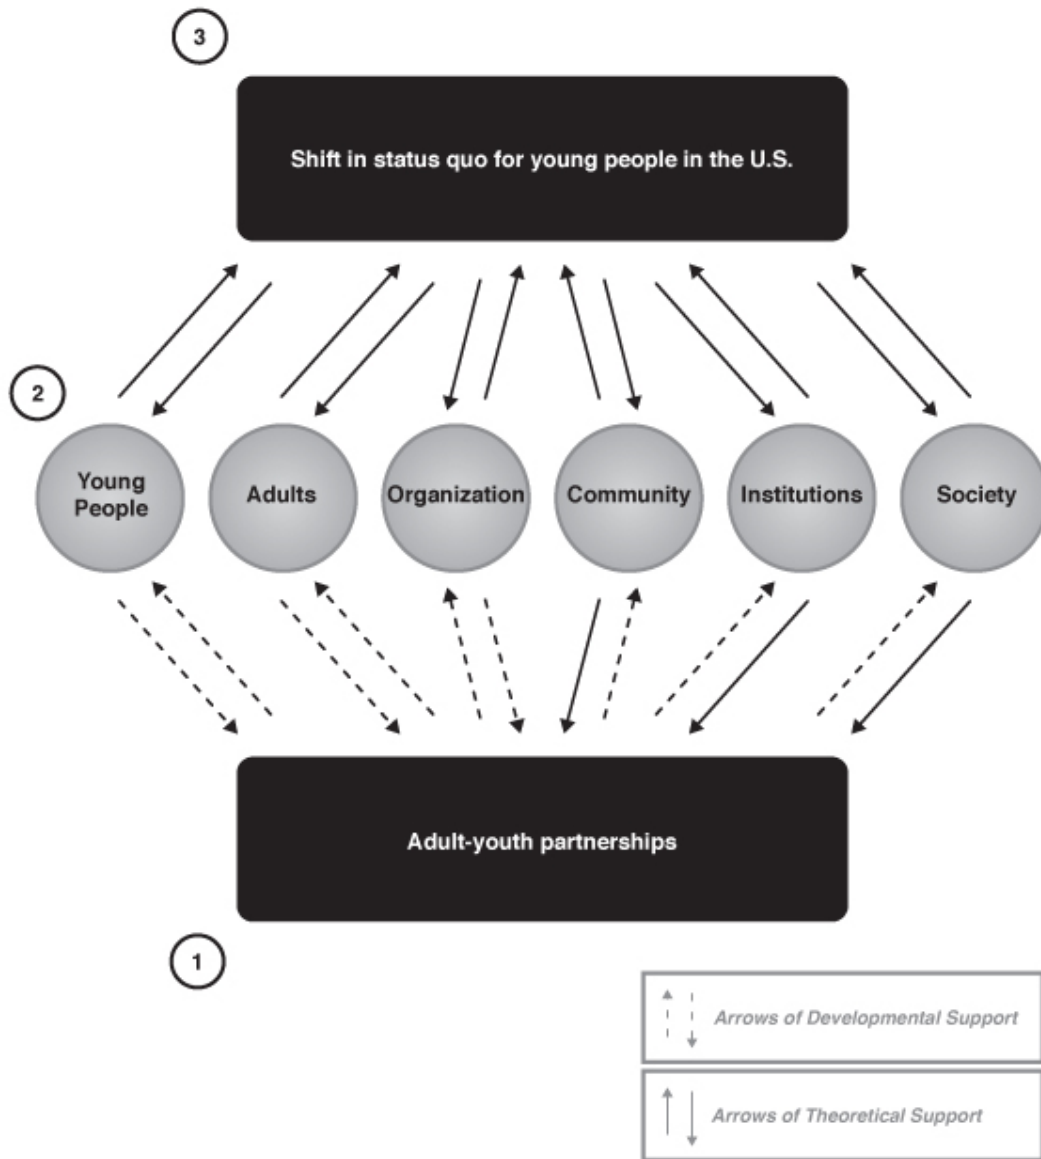 3
Shift in status quo for young people in the U.S.
2
Young
People
Adults
Organization
Community
Institutions
Society
Adult-youth partnerships
1
Arrows of Developmental Support
Arrows of Theoretical Support